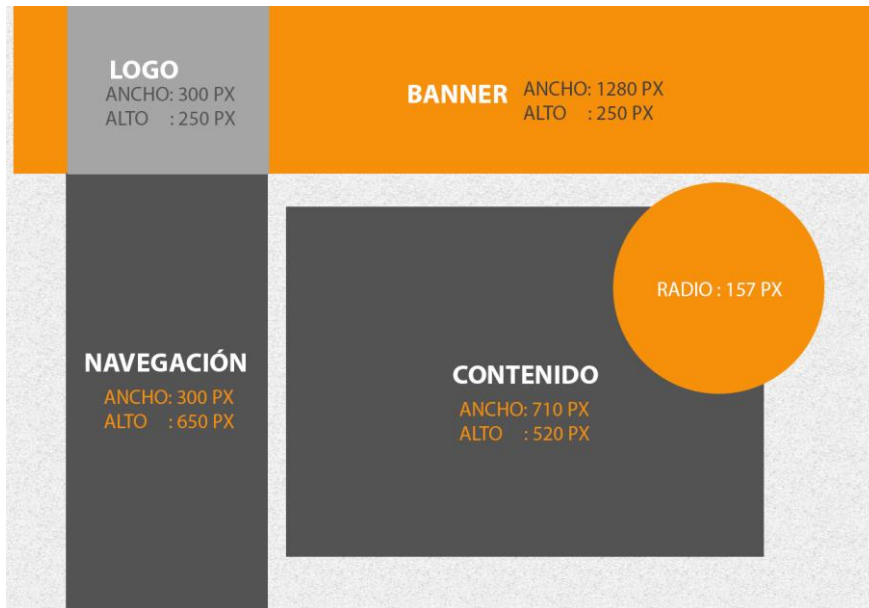 LOGO
ANCHO: 300 PX
ALTO : 250 PX
BANNER
ANCHO: 1280 PX
ALTO : 250 PX
RADIO : 157 PX
NAVEGACIÓN
ANCHO: 300 PX
ALTO : 650 PX
CONTENIDO
ANCHO: 710 PX
ALTO : 520 PX